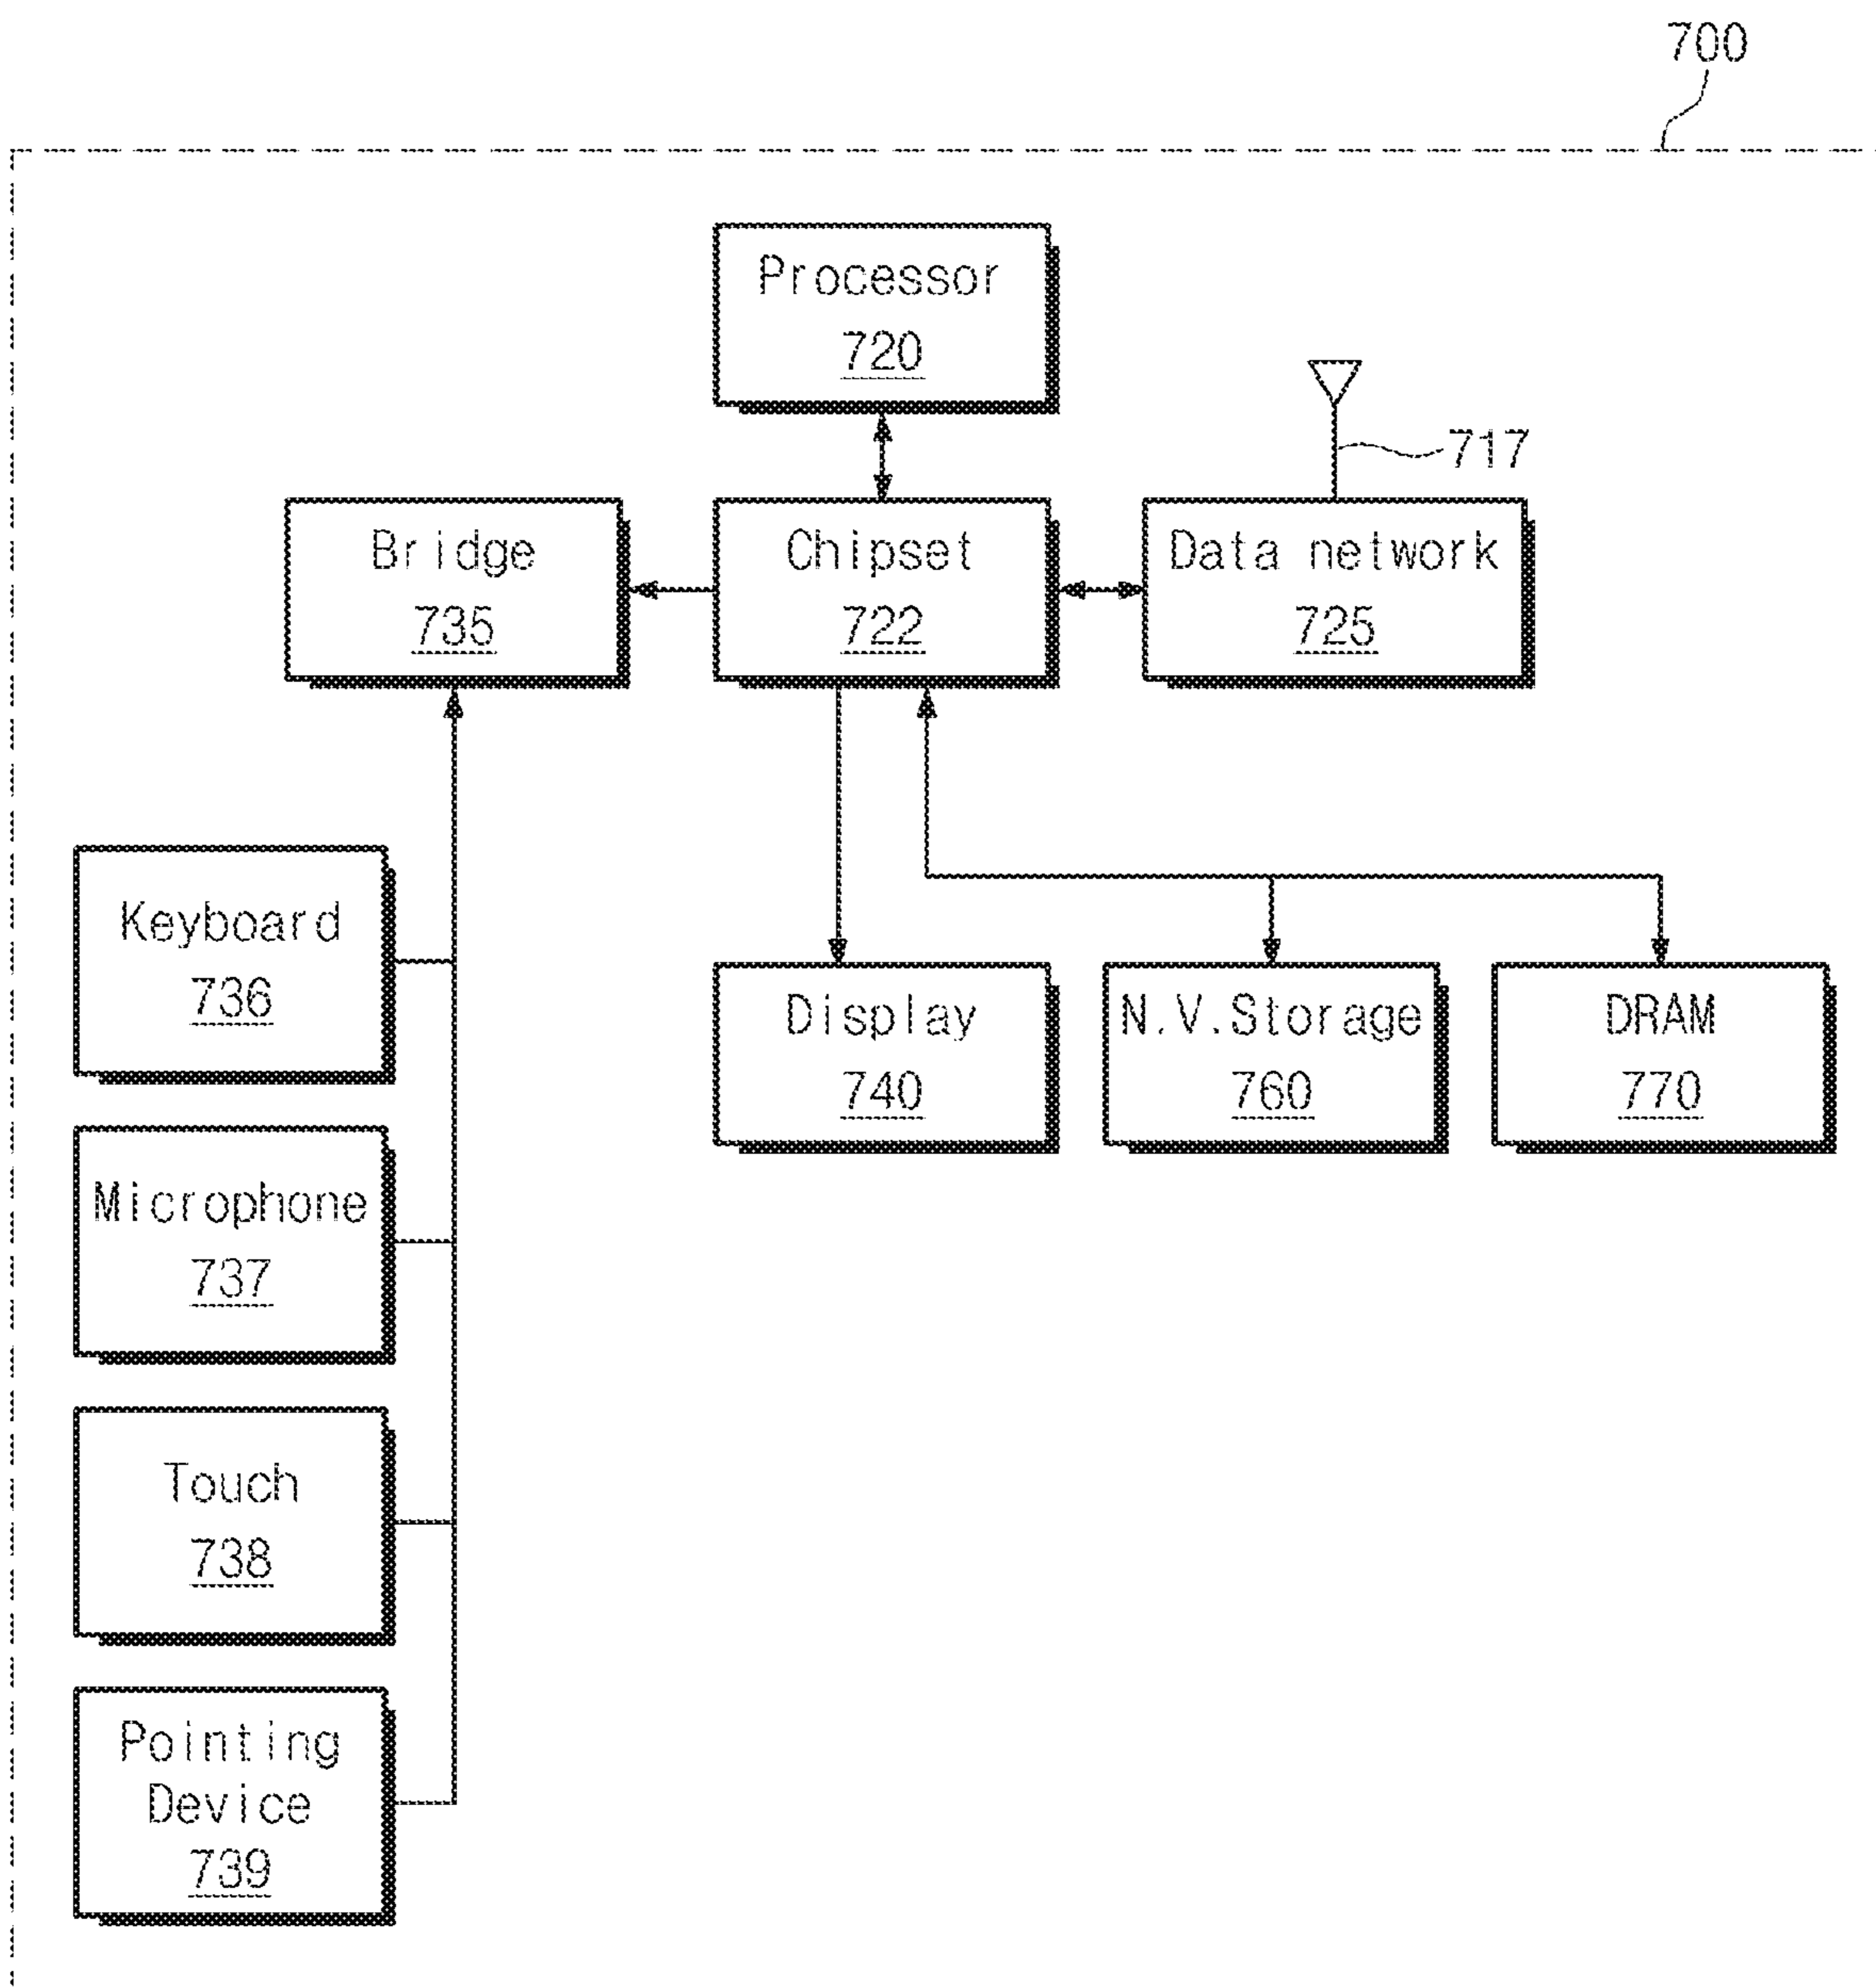 700
Processor
720
717
Bridge
735
Chipset
722
Data network
725
Keyboard
736
Display
740
N.V.Storage
760
DRAM
770
Microphone
737
Touch
738
Pointing
Device
739